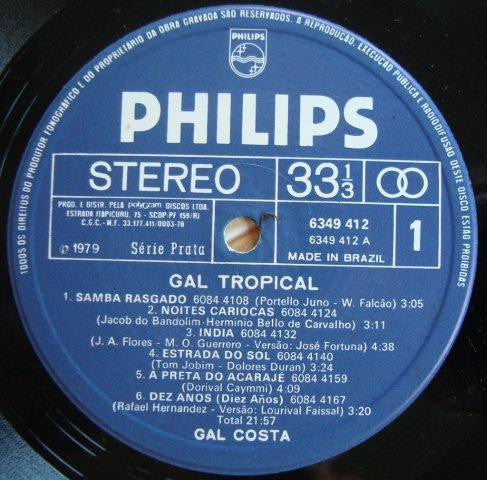 TODOS OS DIREITOS DO PRODUTOR FONOGRÁFICO E DO PROPRIETÁRIO DA OBRA GRAVADA SÃO RESERVADOS. A REPRODUÇÃO, EXECUÇÃO PÚBLICA E RADIODIFUSÃO DESTE DISCO ESTÃO PROIBIDAS
PHILIPS
PHILIPS
STEREO 33 1/3
PROD. E DISTR. PELA polygram DISCOS LTDA.
ESTRADA ITAPICURU, 75 - SCDP-PF 159/RJ
C.G.C.-M.F. 33.177.411/0003-78
℗ 1979 Série Prata
6349 412
6349 412 A
MADE IN BRAZIL
1
GAL TROPICAL
1. SAMBA RASGADO 6084 4108 (Portello Juno - W. Falcão) 3:05
2. NOITES CARIOCAS 6084 4124
(Jacob do Bandolim - Herminio Bello de Carvalho) 3:11
3. INDIA 6084 4132
(J. A. Flores - M. O. Guerrero - Versão: José Fortuna) 4:38
4. ESTRADA DO SOL 6084 4140
(Tom Jobim - Dolores Duran) 3:24
5. A PRETA DO ACARAJÉ 6084 4159
(Dorival Caymmi) 4:09
6. DEZ ANOS (Diez Años) 6084 4167
(Rafael Hernandez - Versão: Lourival Faissal) 3:20
Total 21:57
GAL COSTA